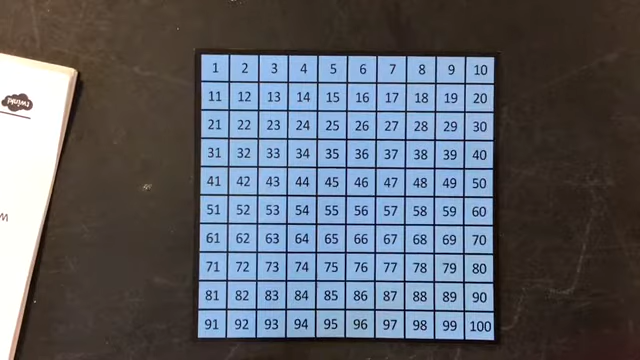 1 2 3 4 5 6 7 8 9 10
11 12 13 14 15 16 17 18 19 20
21 22 23 24 25 26 27 28 29 30
31 32 33 34 35 36 37 38 39 40
41 42 43 44 45 46 47 48 49 50
51 52 53 54 55 56 57 58 59 60
61 62 63 64 65 66 67 68 69 70
71 72 73 74 75 76 77 78 79 80
81 82 83 84 85 86 87 88 89 90
91 92 93 94 95 96 97 98 99 100
twinkl